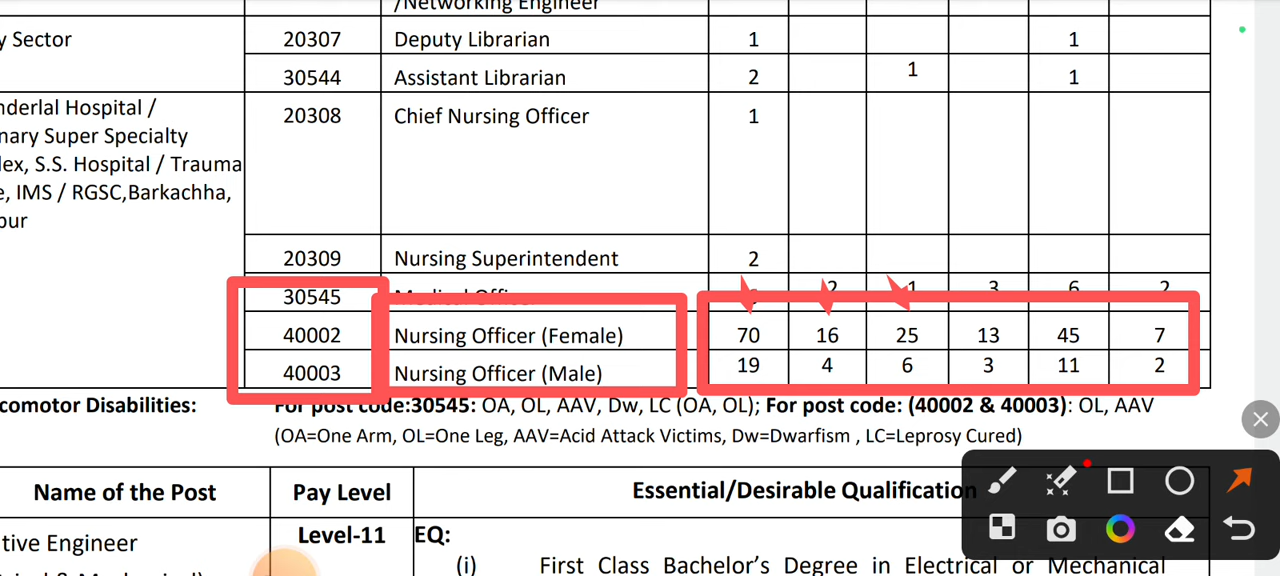 /Networking Engineer
y Sector 20307 Deputy Librarian 1 1
30544 Assistant Librarian 2 1 1
nderlal Hospital / 20308 Chief Nursing Officer 1
nary Super Specialty
lex, S.S. Hospital / Trauma
e, IMS / RGSC,Barkachha,
pur
20309 Nursing Superintendent 2
30545 Medical Officer 2 1 3 6 2
40002 Nursing Officer (Female) 70 16 25 13 45 7
40003 Nursing Officer (Male) 19 4 6 3 11 2
comotor Disabilities: For post code:30545: OA, OL, AAV, Dw, LC (OA, OL); For post code: (40002 & 40003): OL, AAV
(OA=One Arm, OL=One Leg, AAV=Acid Attack Victims, Dw=Dwarfism , LC=Leprosy Cured)
Name of the Post Pay Level Essential/Desirable Qualification
tive Engineer Level-11 EQ:
(i) First Class Bachelor's Degree in Electrical or Mechanical